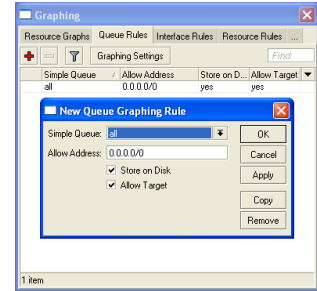 Graphing
Resource Graphs Queue Rules Interface Rules Resource Rules ...
Graphing Settings Find
Simple Queue Allow Address Store on D... Allow Target
all 0.0.0.0/0 yes yes
New Queue Graphing Rule
Simple Queue: all OK
Allow Address: 0.0.0.0/0 Cancel
Store on Disk Apply
Allow Target
Copy
Remove
1 item